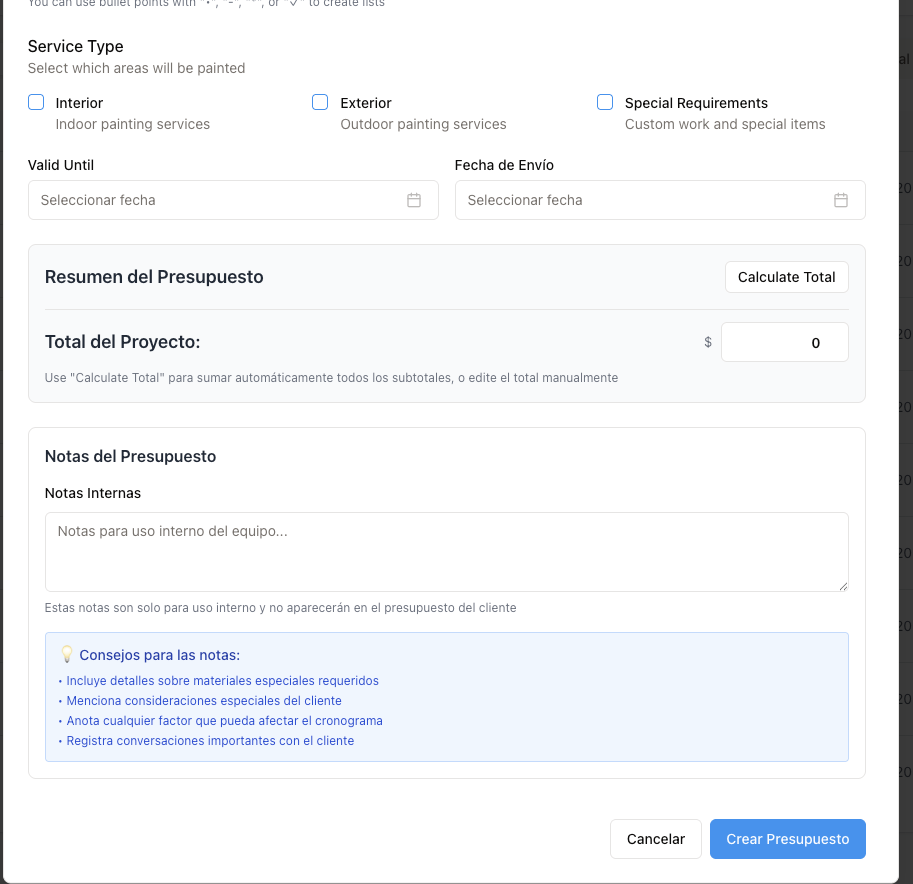 You can use bullet points with "•", "-", "*", or "✓" to create lists
Service Type
Select which areas will be painted
Interior
Indoor painting services
Exterior
Outdoor painting services
Special Requirements
Custom work and special items
Valid Until
Seleccionar fecha
Fecha de Envío
Seleccionar fecha
Resumen del Presupuesto
Calculate Total
Total del Proyecto:
$
0
Use "Calculate Total" para sumar automáticamente todos los subtotales, o edite el total manualmente
Notas del Presupuesto
Notas Internas
Notas para uso interno del equipo...
Estas notas son solo para uso interno y no aparecerán en el presupuesto del cliente
💡 Consejos para las notas:
• Incluye detalles sobre materiales especiales requeridos
• Menciona consideraciones especiales del cliente
• Anota cualquier factor que pueda afectar el cronograma
• Registra conversaciones importantes con el cliente
Cancelar
Crear Presupuesto